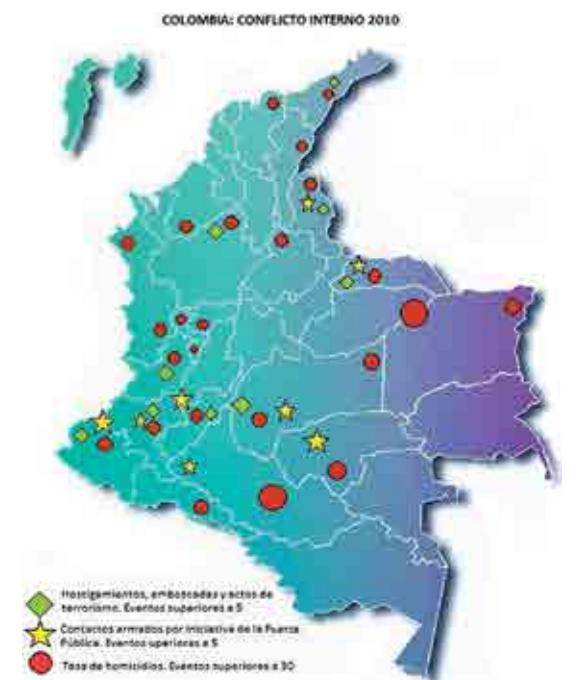 COLOMBIA: CONFLICTO INTERNO 2010
Hostigamientos, emboscadas y actos de
terrorismo. Eventos superiores a 5
Contactos armados por iniciativa de la Fuerza
Pública. Eventos uperiores a 5
Tasa de homicidios. Eventos superiores a 30